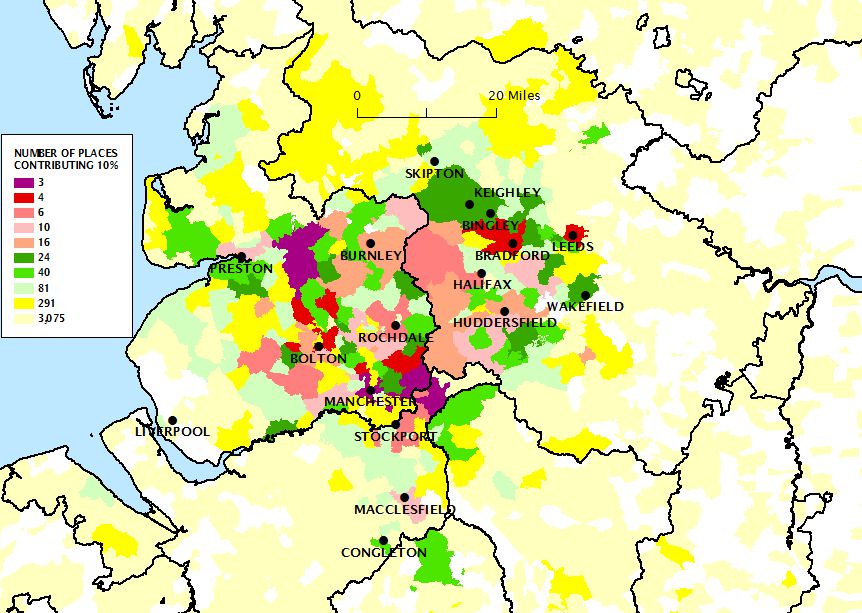 0 20 Miles
NUMBER OF PLACES
CONTRIBUTING 10%
3
4
6
10
16
24
40
81
291
3,075
SKIPTON
KEIGHLEY
BINGLEY
LEEDS
BRADFORD
BURNLEY
PRESTON
HALIFAX
WAKEFIELD
HUDDERSFIELD
ROCHDALE
BOLTON
MANCHESTER
LIVERPOOL
STOCKPORT
MACCLESFIELD
CONGLETON